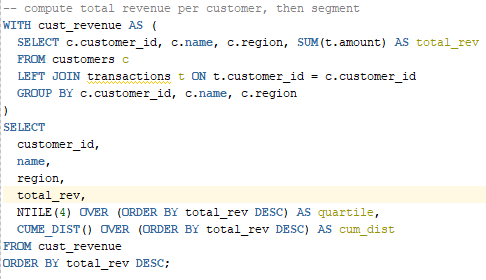 -- compute total revenue per customer, then segment
WITH cust_revenue AS (
  SELECT c.customer_id, c.name, c.region, SUM(t.amount) AS total_rev
  FROM customers c
  LEFT JOIN transactions t ON t.customer_id = c.customer_id
  GROUP BY c.customer_id, c.name, c.region
)
SELECT
  customer_id,
  name,
  region,
  total_rev,
  NTILE(4) OVER (ORDER BY total_rev DESC) AS quartile,
  CUME_DIST() OVER (ORDER BY total_rev DESC) AS cum_dist
FROM cust_revenue
ORDER BY total_rev DESC;